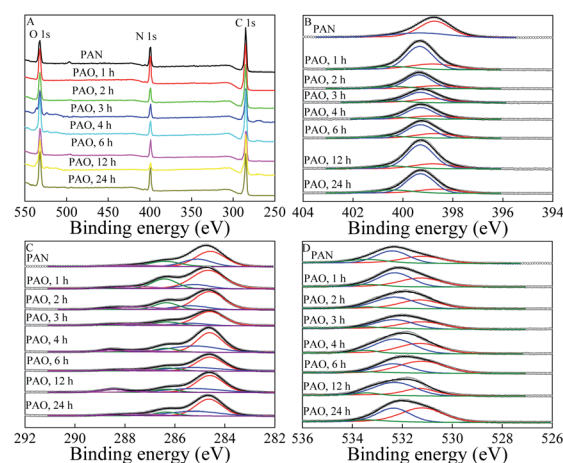 A
O 1s
N 1s
C 1s
PAN
PAO, 1 h
PAO, 2 h
PAO, 3 h
PAO, 4 h
PAO, 6 h
PAO, 12 h
PAO, 24 h
550 500 450 400 350 300 250
Binding energy (eV)
B
PAN
PAO, 1 h
PAO, 2 h
PAO, 3 h
PAO, 4 h
PAO, 6 h
PAO, 12 h
PAO, 24 h
404 402 400 398 396 394
Binding energy (eV)
C
PAN
PAO, 1 h
PAO, 2 h
PAO, 3 h
PAO, 4 h
PAO, 6 h
PAO, 12 h
PAO, 24 h
292 290 288 286 284 282
Binding energy (eV)
D
PAN
PAO, 1 h
PAO, 2 h
PAO, 3 h
PAO, 4 h
PAO, 6 h
PAO, 12 h
PAO, 24 h
536 534 532 530 528 526
Binding energy (eV)